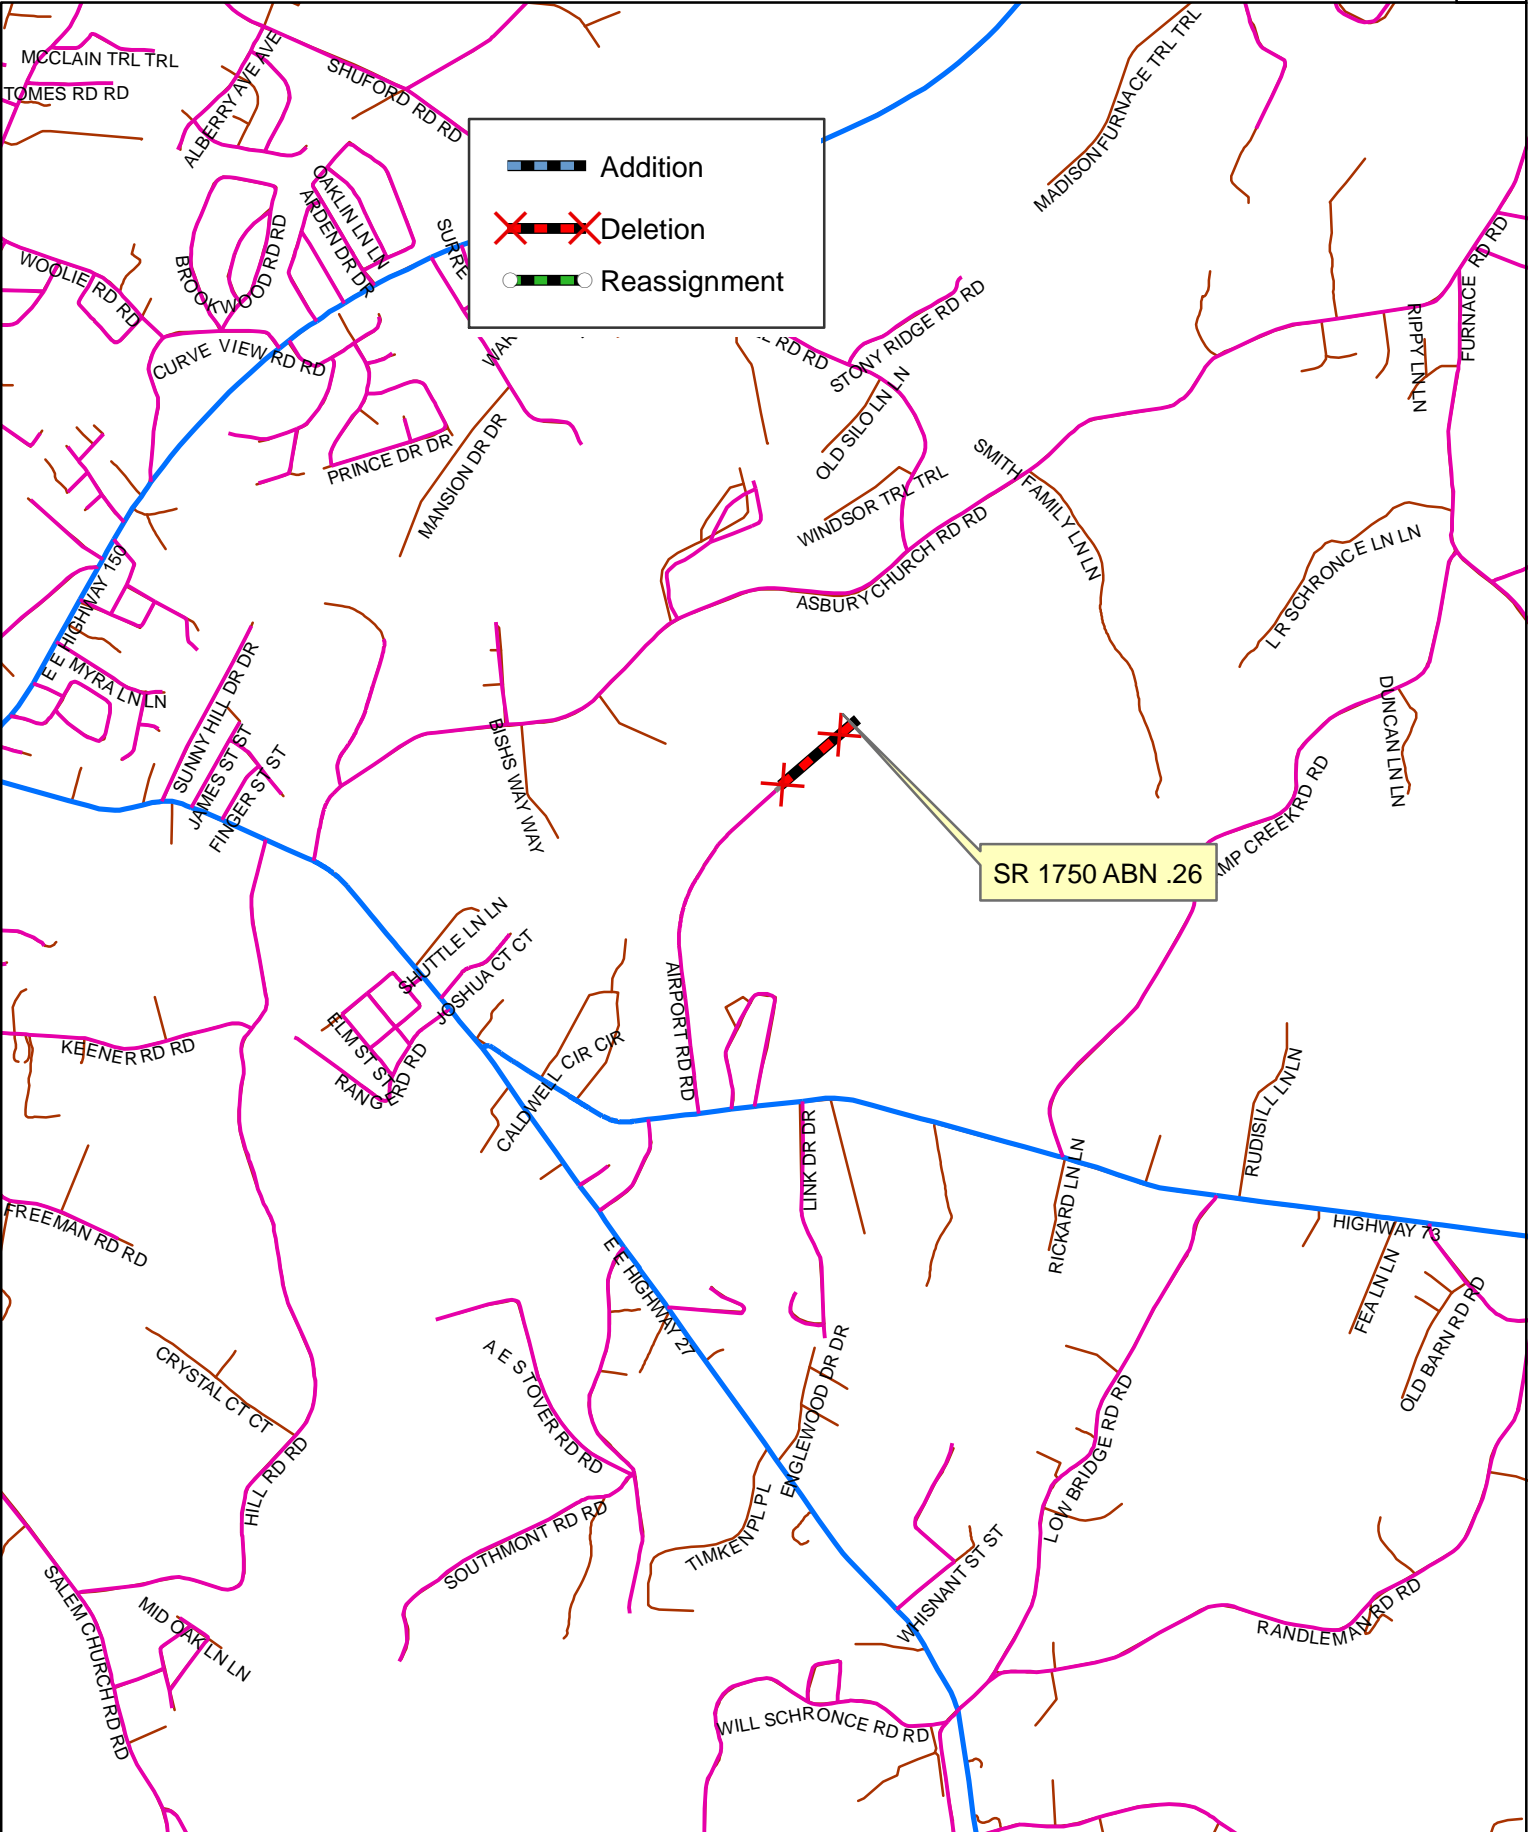 MCCLAIN TRL TRL
TOMES RD RD
ALBERRY AVE AVE
SHUFORD RD RD
MADISON FURNACE TRL TRL
Addition
Deletion
Reassignment
OAKLIN LN LN
ARDEN DR DR
SURRE
WOOLIE RD RD
BROOKWOOD RD RD
CURVE VIEW RD RD
WAR
RD RD
STONY RIDGE RD RD
OLD SILO LN LN
FURNACE RD RD
RIPPY LN LN
PRINCE DR DR
MANSION DR DR
WINDSOR TRL TRL
SMITH FAMILY LN LN
ASBURY CHURCH RD RD
L R SCHRONCE LN LN
E E HIGHWAY 150
MYRA LN LN
SUNNY HILL DR DR
JAMES ST ST
FINGER ST ST
BISHS WAY WAY
DUNCAN LN LN
MP CREEK RD RD
SR 1750 ABN .26
SHUTTLE LN LN
JOSHUA CT CT
ELM ST ST
RANGER RD RD
KEENER RD RD
CALDWELL CIR CIR
AIRPORT RD RD
LINK DR DR
RICKARD LN LN
RUDISILL LN LN
HIGHWAY 73
FREEMAN RD RD
E E HIGHWAY 27
FEA LN LN
OLD BARN RD RD
CRYSTAL CT CT
A E STOVER RD RD
ENGLEWOOD DR DR
HILL RD RD
LOW BRIDGE RD RD
SOUTHMONT RD RD
TIMKEN PL PL
WHISNANT ST ST
RANDLEMAN RD RD
SALEM CHURCH RD RD
MID OAK LN LN
WILL SCHRONCE RD RD